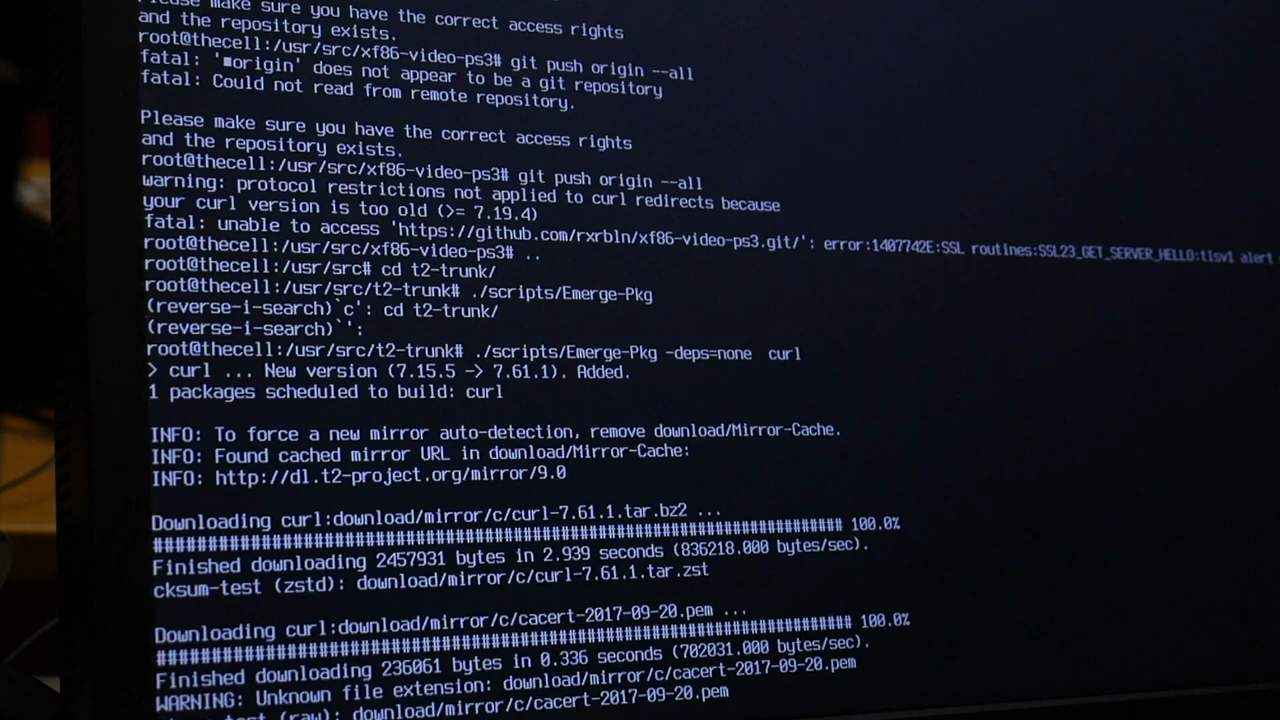 Please make sure you have the correct access rights
and the repository exists.
root@thecell:/usr/src/xf86-video-ps3# git push origin --all
fatal: '■origin' does not appear to be a git repository
fatal: Could not read from remote repository.
Please make sure you have the correct access rights
and the repository exists.
root@thecell:/usr/src/xf86-video-ps3# git push origin --all
warning: protocol restrictions not applied to curl redirects because
your curl version is too old (>= 7.19.4)
fatal: unable to access 'https://github.com/rxrbln/xf86-video-ps3.git/': error:1407742E:SSL routines:SSL23_GET_SERVER_HELLO:tlsv1 alert
root@thecell:/usr/src/xf86-video-ps3# ..
root@thecell:/usr/src# cd t2-trunk/
root@thecell:/usr/src/t2-trunk# ./scripts/Emerge-Pkg
(reverse-i-search)`c': cd t2-trunk/
(reverse-i-search)`':
root@thecell:/usr/src/t2-trunk# ./scripts/Emerge-Pkg -deps=none  curl
> curl ... New version (7.15.5 -> 7.61.1). Added.
1 packages scheduled to build: curl
INFO: To force a new mirror auto-detection, remove download/Mirror-Cache.
INFO: Found cached mirror URL in download/Mirror-Cache:
INFO: http://dl.t2-project.org/mirror/9.0
Downloading curl:download/mirror/c/curl-7.61.1.tar.bz2 ...
######################################################################## 100.0%
Finished downloading 2457931 bytes in 2.939 seconds (836218.000 bytes/sec).
cksum-test (zstd): download/mirror/c/curl-7.61.1.tar.zst
Downloading curl:download/mirror/c/cacert-2017-09-20.pem ...
######################################################################## 100.0%
Finished downloading 236061 bytes in 0.336 seconds (702031.000 bytes/sec).
WARNING: Unknown file extension: download/mirror/c/cacert-2017-09-20.pem
(raw): download/mirror/c/cacert-2017-09-20.pem